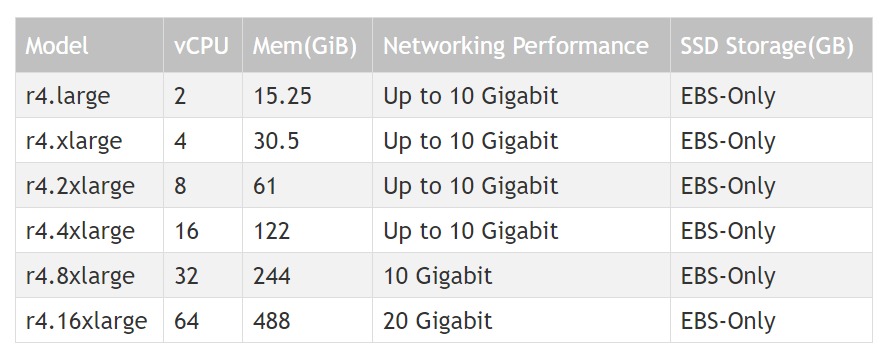 Model vCPU Mem(GiB) Networking Performance SSD Storage(GB)
r4.large 2 15.25 Up to 10 Gigabit EBS-Only
r4.xlarge 4 30.5 Up to 10 Gigabit EBS-Only
r4.2xlarge 8 61 Up to 10 Gigabit EBS-Only
r4.4xlarge 16 122 Up to 10 Gigabit EBS-Only
r4.8xlarge 32 244 10 Gigabit EBS-Only
r4.16xlarge 64 488 20 Gigabit EBS-Only